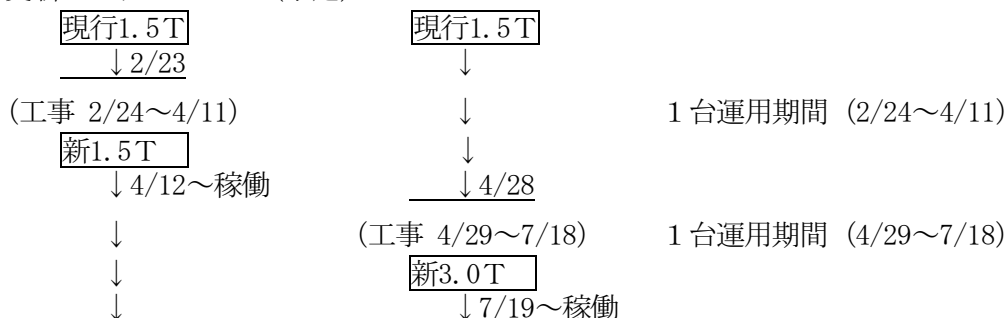 現行1.5T 現行1.5T
↓2/23 ↓
(工事 2/24～4/11) ↓ 1台運用期間 (2/24～4/11)
新1.5T ↓
↓4/12～稼働 ↓4/28
↓ (工事 4/29～7/18) 1台運用期間 (4/29～7/18)
↓ 新3.0T
↓ ↓7/19～稼働